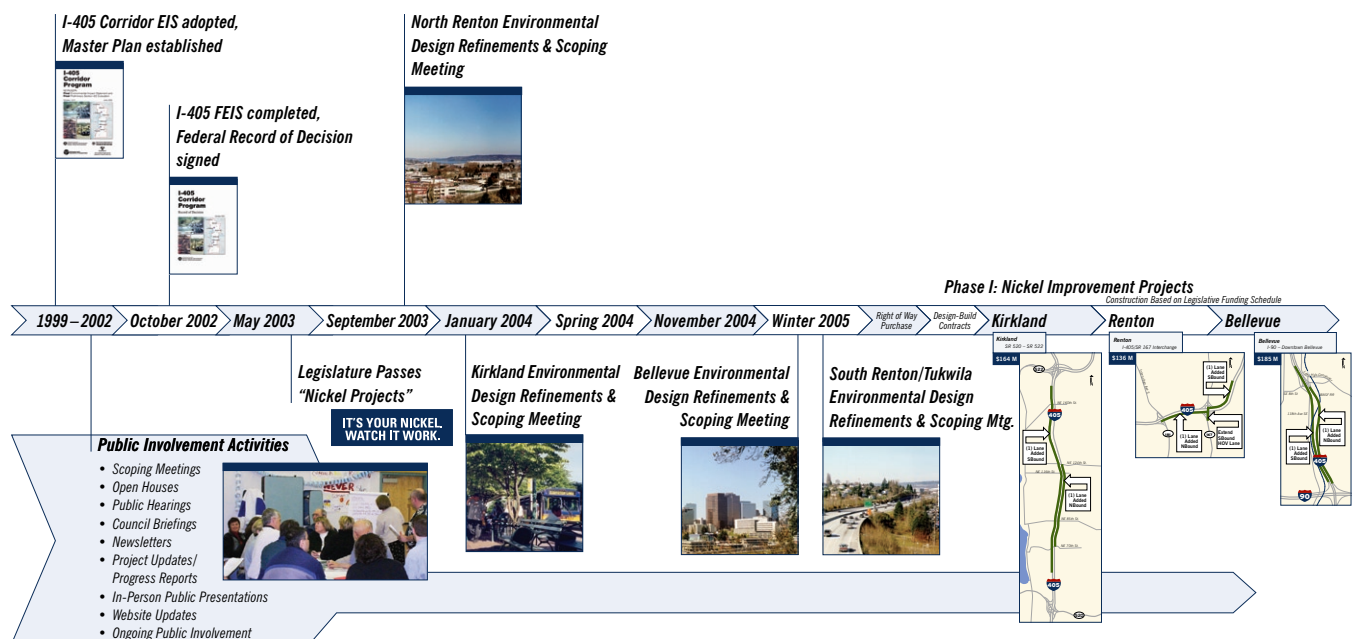 I-405 Corridor EIS adopted,
Master Plan established
I-405
Corridor
Program
I-405 FEIS completed,
Federal Record of Decision
signed
I-405
Corridor
Program
North Renton Environmental
Design Refinements & Scoping
Meeting
Phase I: Nickel Improvement Projects
Construction Based on Legislative Funding Schedule
1999–2002
October 2002
May 2003
September 2003
January 2004
Spring 2004
November 2004
Winter 2005
Right of Way
Purchase
Design-Build
Contracts
Kirkland
Renton
Bellevue
Legislature Passes
“Nickel Projects”
IT'S YOUR NICKEL,
WATCH IT WORK.
Kirkland Environmental
Design Refinements &
Scoping Meeting
Bellevue Environmental
Design Refinements &
Scoping Meeting
South Renton/Tukwila
Environmental Design
Refinements & Scoping Mtg.
Public Involvement Activities
• Scoping Meetings
• Open Houses
• Public Hearings
• Council Briefings
• Newsletters
• Project Updates/
Progress Reports
• In-Person Public Presentations
• Website Updates
• Ongoing Public Involvement
Kirkland
SR 520 – SR 522
$164 M
522
405
(1) Lane
Added
SBound
(1) Lane
Added
NBound
405
520
Renton
I-405/SR 167 Interchange
$136 M
(1) Lane
Added
SBound
405
(1) Lane
Added
NBound
Extend
SBound
HOV Lane
Bellevue
I-90 – Downtown Bellevue
$185 M
(1) Lane
Added
NBound
(1) Lane
Added
SBound
405
90